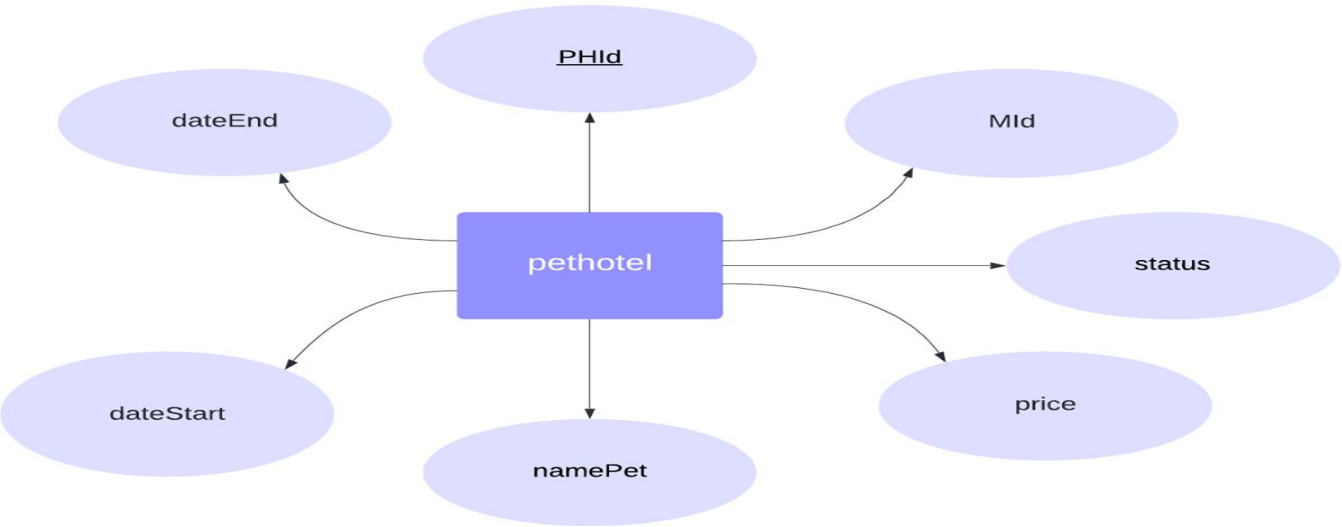 PHId
dateEnd
MId
pethotel
status
dateStart
price
namePet